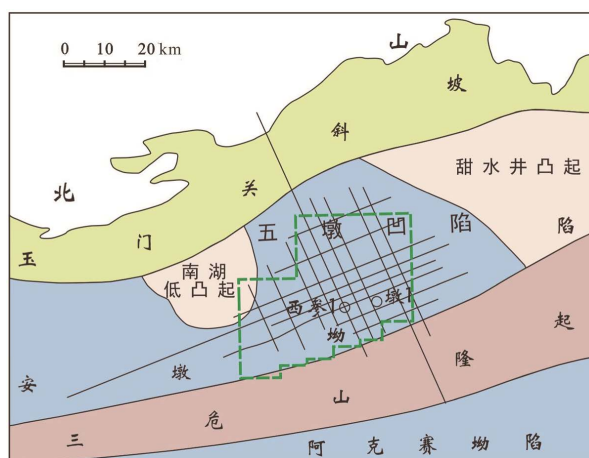 0 10 20 km
北山
玉门关斜坡
甜水井凸起
五墩凹陷
南湖
低凸起
西参1
墩1
安墩坳陷
三危山隆起
阿克赛坳陷